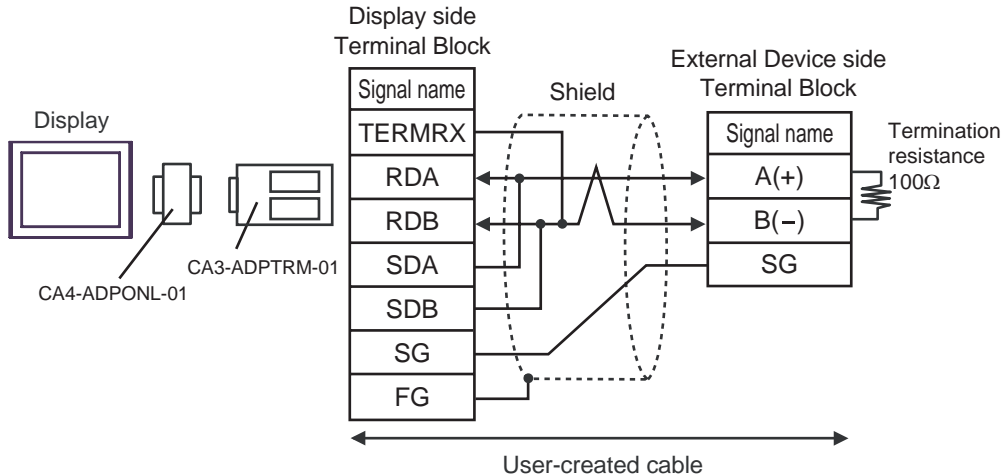 Display side
Terminal Block
External Device side
Terminal Block
Display
CA4-ADPONL-01
CA3-ADPTRM-01
Signal name
TERMRX
RDA
RDB
SDA
SDB
SG
FG
Shield
Signal name
A(+)
B(−)
SG
Termination
resistance
100Ω
User-created cable